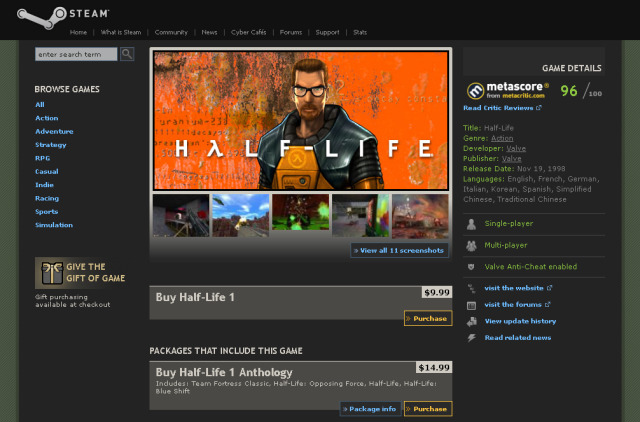 STEAM™
Home | What is Steam | Community | News | Cyber Cafés | Forums | Support | Stats
enter search term
BROWSE GAMES
All
Action
Adventure
Strategy
RPG
Casual
Indie
Racing
Sports
Simulation
GIVE THE
GIFT OF GAME
Gift purchasing
available at checkout
HλLF-LIFE
» View all 11 screenshots
Buy Half-Life 1
$9.99
» Purchase
PACKAGES THAT INCLUDE THIS GAME
Buy Half-Life 1 Anthology
$14.99
Includes: Team Fortress Classic, Half-Life: Opposing Force, Half-Life, Half-Life:
Blue Shift
» Package info
» Purchase
GAME DETAILS
metascore®
from metacritic.com
96 /100
Read Critic Reviews
Title: Half-Life
Genre: Action
Developer: Valve
Publisher: Valve
Release Date: Nov 19, 1998
Languages: English, French, German,
Italian, Korean, Spanish, Simplified
Chinese, Traditional Chinese
Single-player
Multi-player
Valve Anti-Cheat enabled
visit the website
visit the forums
View update history
Read related news